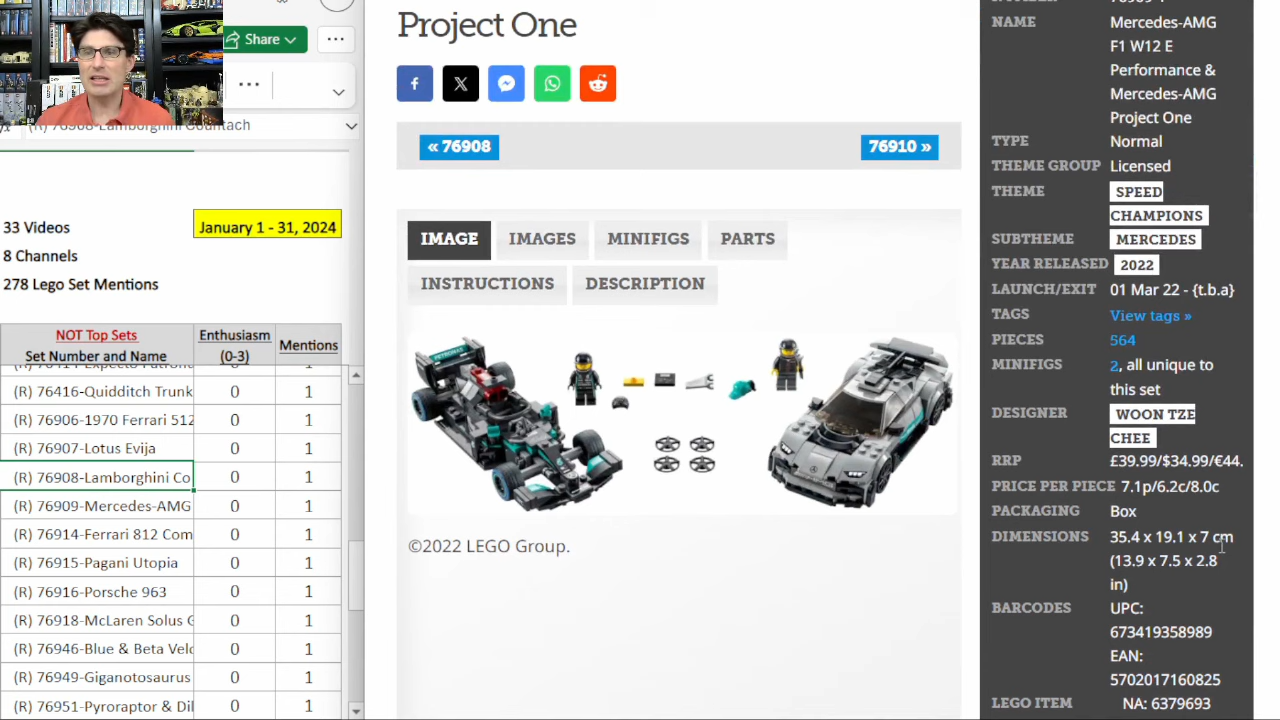 Share
(R) 76908-Lamborghini Countach
33 Videos
January 1 - 31, 2024
8 Channels
278 Lego Set Mentions
NOT Top Sets
Set Number and Name
Enthusiasm
(0-3)
Mentions
(R) 76416-Quidditch Trunk 0 1
(R) 76906-1970 Ferrari 512 0 1
(R) 76907-Lotus Evija 0 1
(R) 76908-Lamborghini Co 0 1
(R) 76909-Mercedes-AMG 0 1
(R) 76914-Ferrari 812 Com 0 1
(R) 76915-Pagani Utopia 0 1
(R) 76916-Porsche 963 0 1
(R) 76918-McLaren Solus G 0 1
(R) 76946-Blue & Beta Velo 0 1
(R) 76949-Giganotosaurus 0 1
(R) 76951-Pyroraptor & Dil 0 1
Project One
« 76908
76910 »
IMAGE IMAGES MINIFIGS PARTS
INSTRUCTIONS DESCRIPTION
PETRONAS
©2022 LEGO Group.
NAME Mercedes-AMG
F1 W12 E
Performance &
Mercedes-AMG
Project One
TYPE Normal
THEME GROUP Licensed
THEME SPEED
CHAMPIONS
SUBTHEME MERCEDES
YEAR RELEASED 2022
LAUNCH/EXIT 01 Mar 22 - {t.b.a}
TAGS View tags »
PIECES 564
MINIFIGS 2, all unique to
this set
DESIGNER WOON TZE
CHEE
RRP £39.99/$34.99/€44.
PRICE PER PIECE 7.1p/6.2c/8.0c
PACKAGING Box
DIMENSIONS 35.4 x 19.1 x 7 cm
(13.9 x 7.5 x 2.8
in)
BARCODES UPC:
673419358989
EAN:
5702017160825
LEGO ITEM NA: 6379693